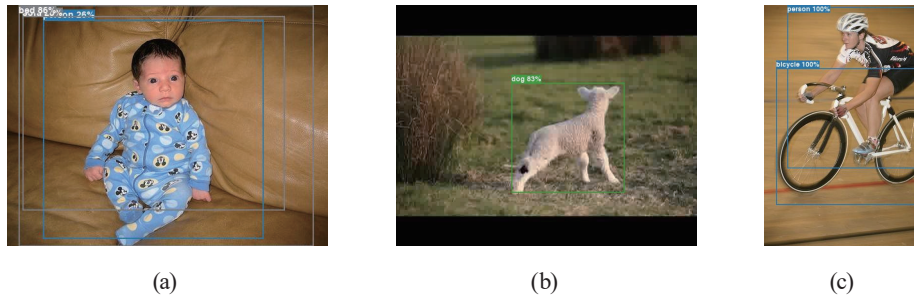 bed 86%
person 26%
dog 83%
person 100%
bicycle 100%
(a)
(b)
(c)